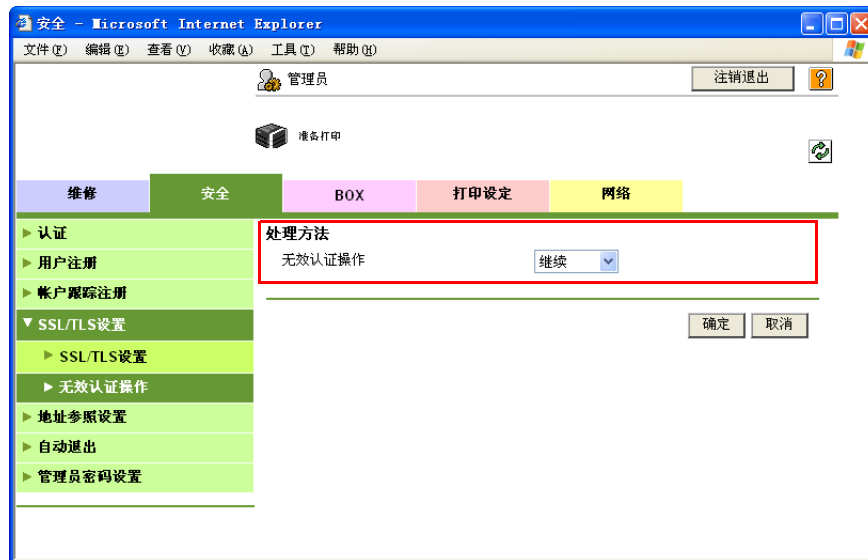 安全 - Microsoft Internet Explorer
文件(F) 编辑(E) 查看(V) 收藏(A) 工具(T) 帮助(H)
管理员
注销退出
?
准备打印
维修 安全 BOX 打印设定 网络
认证
用户注册
帐户跟踪注册
SSL/TLS设置
SSL/TLS设置
无效认证操作
地址参照设置
自动退出
管理员密码设置
处理方法
无效认证操作 继续
确定 取消